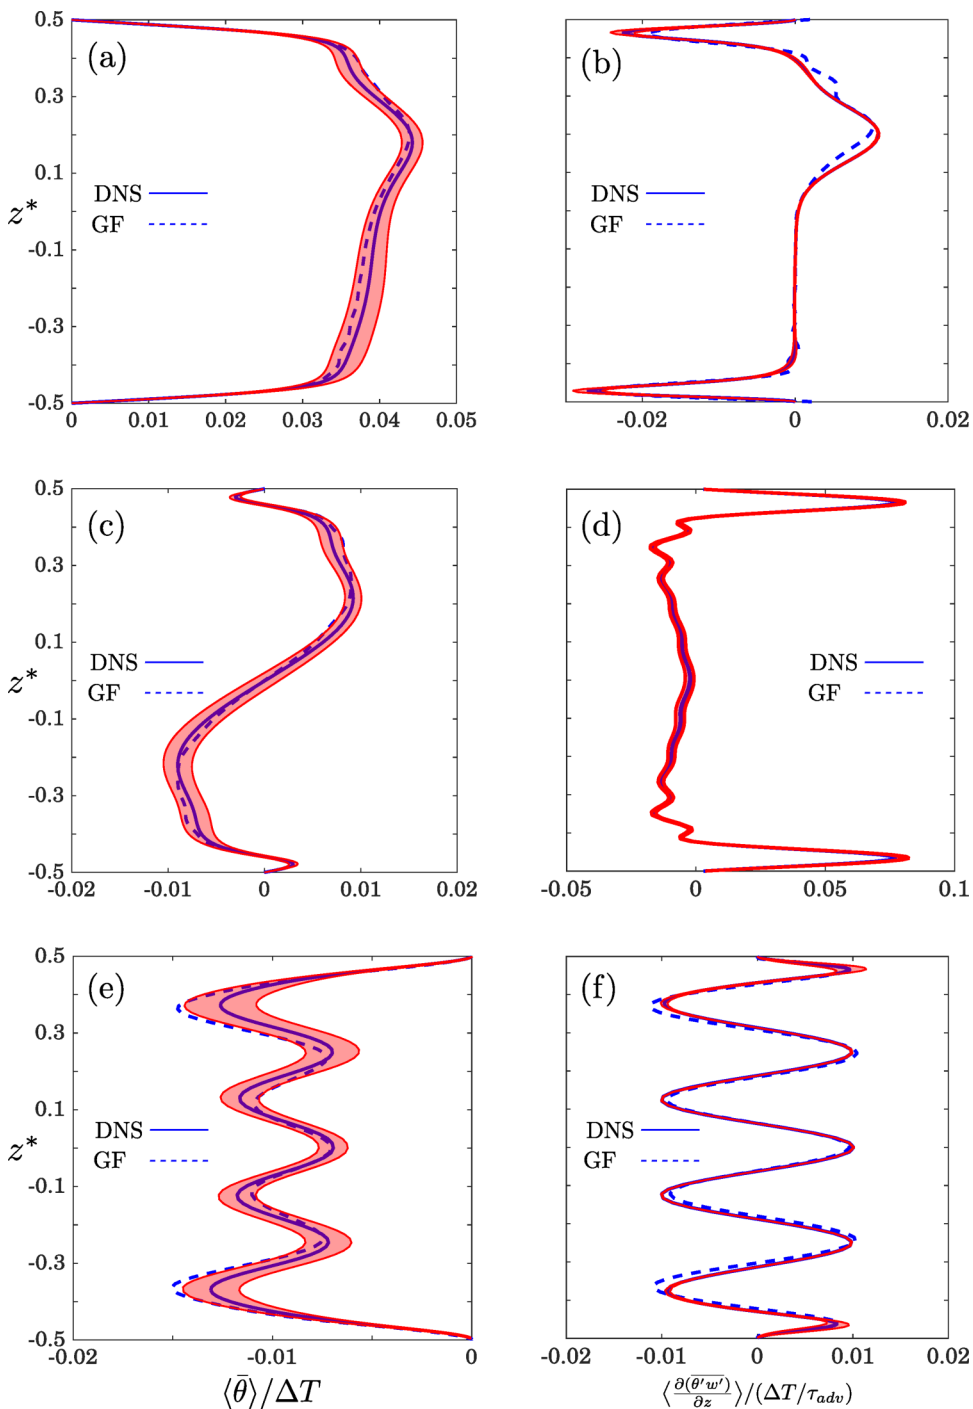 (a)
0.5
0.3
0.1
-0.1
-0.3
-0.5
z*
DNS
GF
0 0.01 0.02 0.03 0.04 0.05
(b)
DNS
GF
-0.02 0 0.02
(c)
0.5
0.3
0.1
-0.1
-0.3
-0.5
z*
DNS
GF
-0.02 -0.01 0 0.01 0.02
(d)
DNS
GF
-0.05 0 0.05 0.1
(e)
0.5
0.3
0.1
-0.1
-0.3
-0.5
z*
DNS
GF
-0.02 -0.01 0
⟨θ̄⟩/ΔT
(f)
DNS
GF
-0.02 -0.01 0 0.01 0.02
⟨∂(θ′w′)‾/∂z⟩/(ΔT/τ_adv)